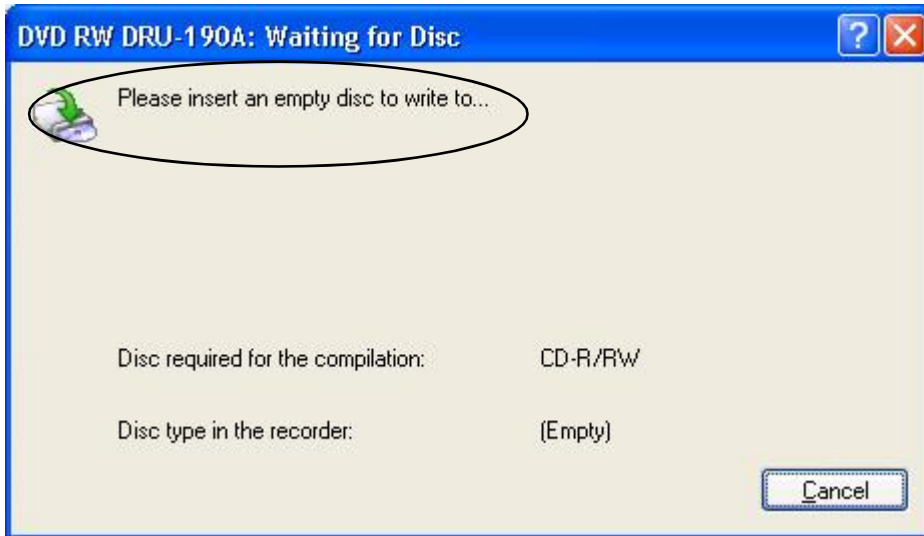 DVD RW DRU-190A: Waiting for Disc
Please insert an empty disc to write to...
Disc required for the compilation: CD-R/RW
Disc type in the recorder: (Empty)
Cancel